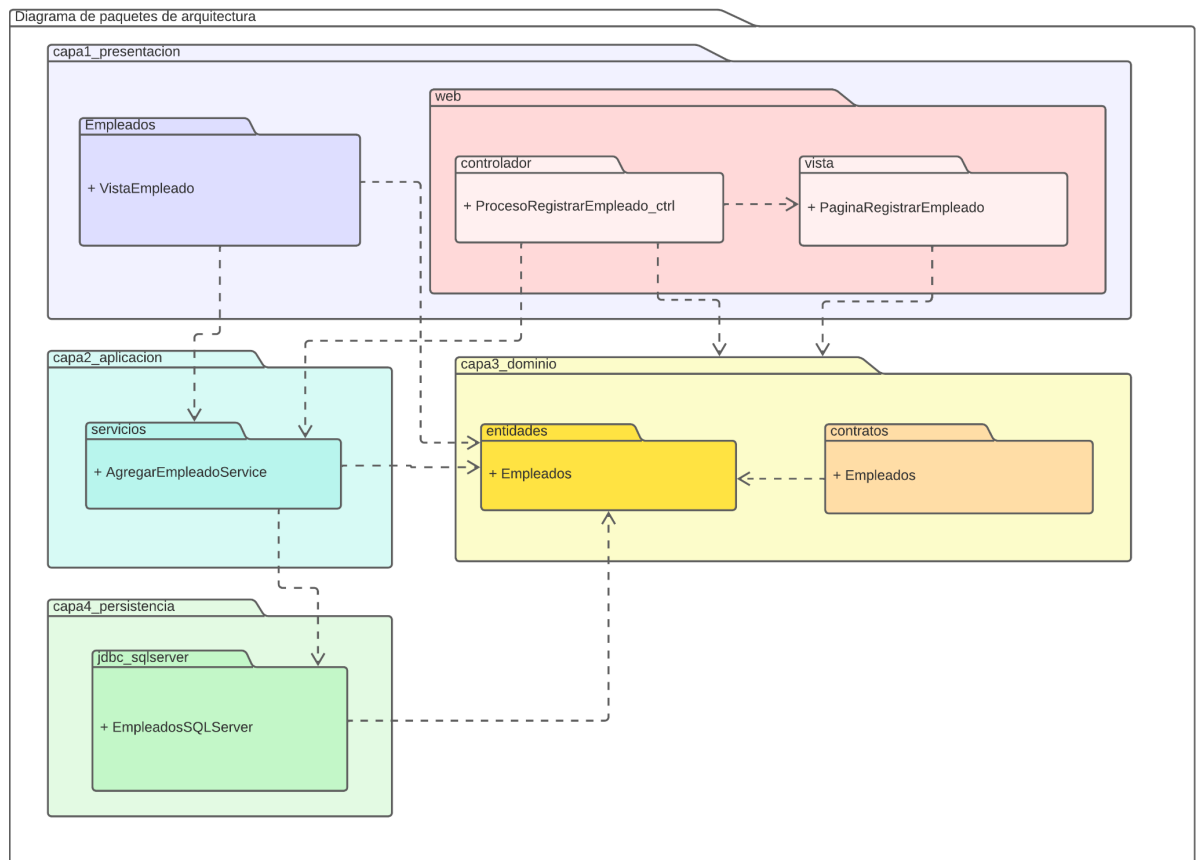 Diagrama de paquetes de arquitectura
capa1_presentacion
web
Empleados
+ VistaEmpleado
controlador
+ ProcesoRegistrarEmpleado_ctrl
vista
+ PaginaRegistrarEmpleado
capa2_aplicacion
servicios
+ AgregarEmpleadoService
capa3_dominio
entidades
+ Empleados
contratos
+ Empleados
capa4_persistencia
jdbc_sqlserver
+ EmpleadosSQLServer